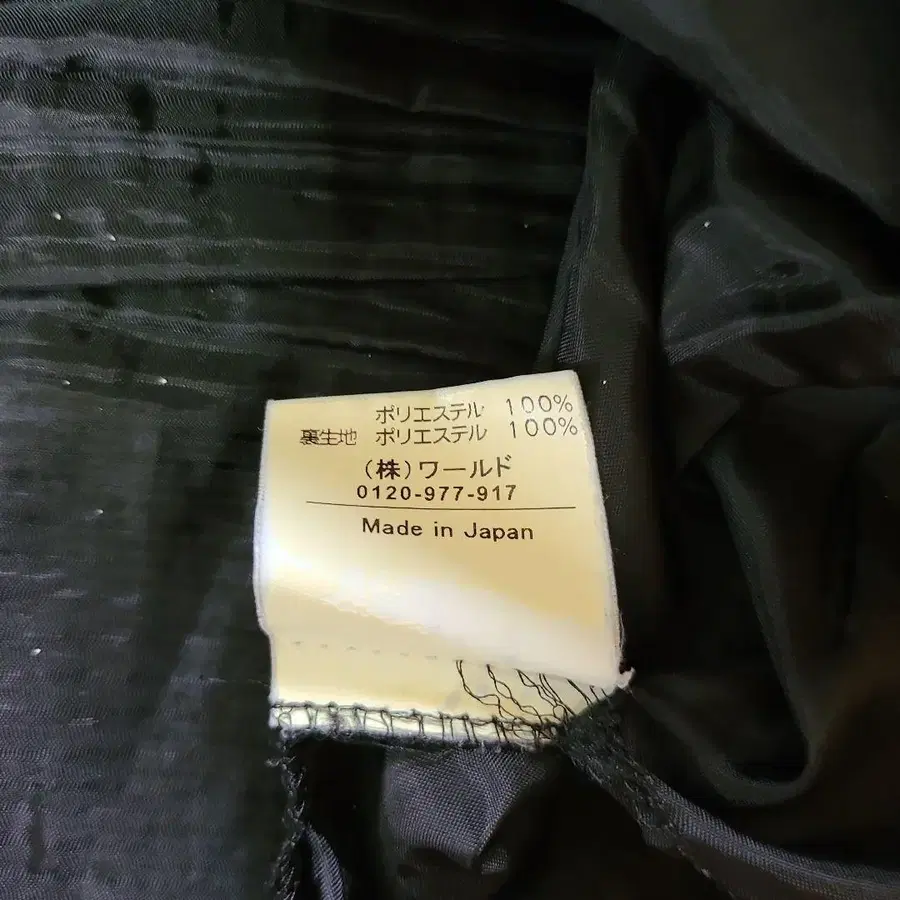 ポリエステル 100%
裏生地 ポリエステル 100%
(株)ワールド
0120-977-917
Made in Japan